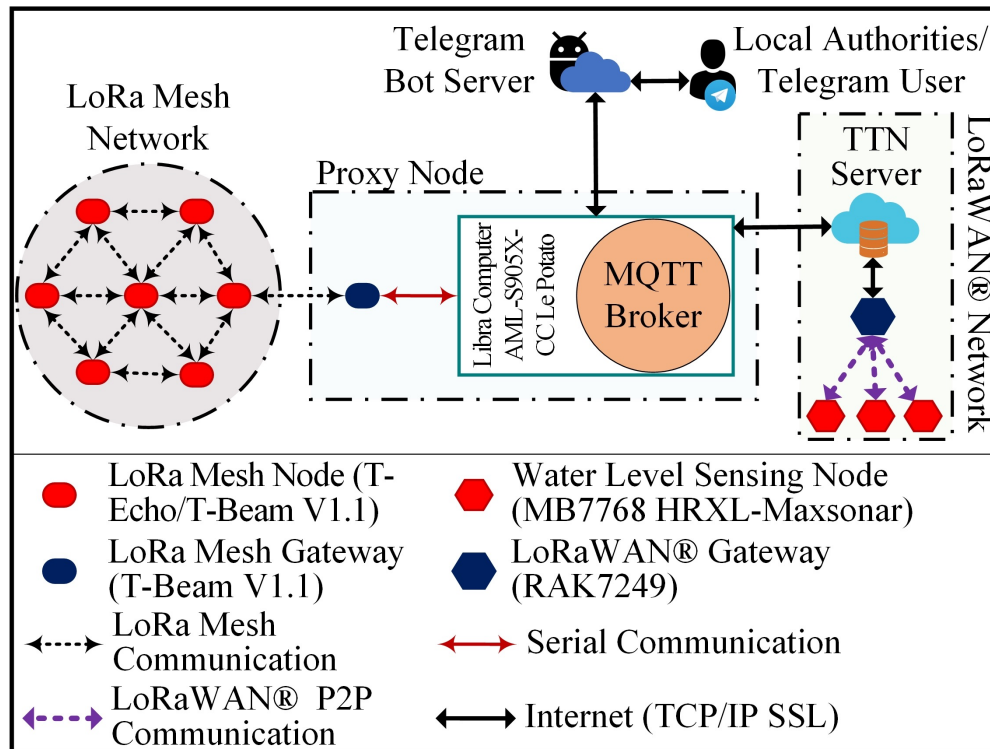 Telegram
Bot Server
Local Authorities/
Telegram User
LoRa Mesh
Network
Proxy Node
Libra Computer
AML-S905X-
CC Le Potato
MQTT
Broker
TTN
Server
LoRaWAN® Network
LoRa Mesh Node (T-
Echo/T-Beam V1.1)
Water Level Sensing Node
(MB7768 HRXL-Maxsonar)
LoRa Mesh Gateway
(T-Beam V1.1)
LoRaWAN® Gateway
(RAK7249)
LoRa Mesh
Communication
Serial Communication
LoRaWAN® P2P
Communication
Internet (TCP/IP SSL)